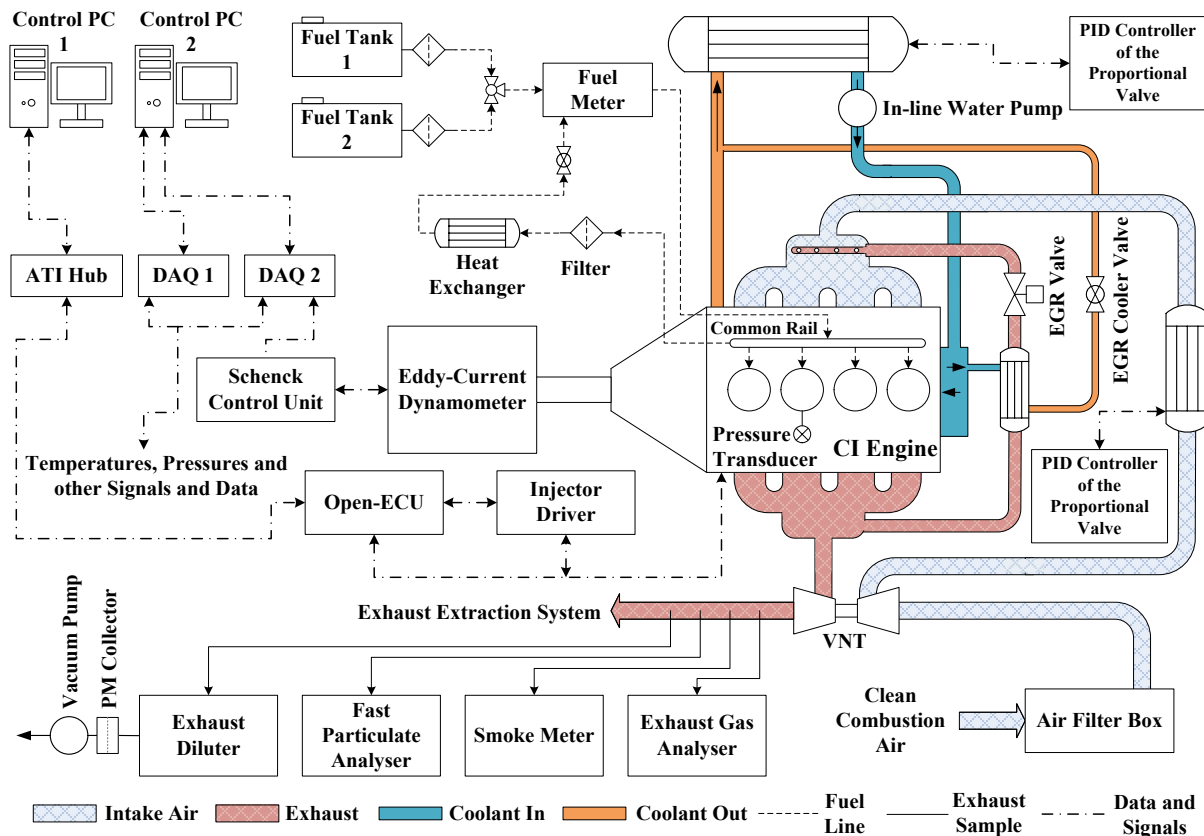 Control PC
1
Control PC
2
Fuel Tank
1
Fuel Tank
2
Fuel
Meter
PID Controller
of the
Proportional
Valve
In-line Water Pump
Heat
Exchanger
Filter
ATI Hub
DAQ 1
DAQ 2
EGR Valve
EGR Cooler Valve
Common Rail
Schenck
Control Unit
Eddy-Current
Dynamometer
Pressure
Transducer
CI Engine
Temperatures, Pressures and
other Signals and Data
Open-ECU
Injector
Driver
PID Controller
of the
Proportional
Valve
Exhaust Extraction System
VNT
Vacuum Pump
PM Collector
Exhaust
Diluter
Fast
Particulate
Analyser
Smoke Meter
Exhaust Gas
Analyser
Clean
Combustion
Air
Air Filter Box
Intake Air
Exhaust
Coolant In
Coolant Out
Fuel
Line
Exhaust
Sample
Data and
Signals